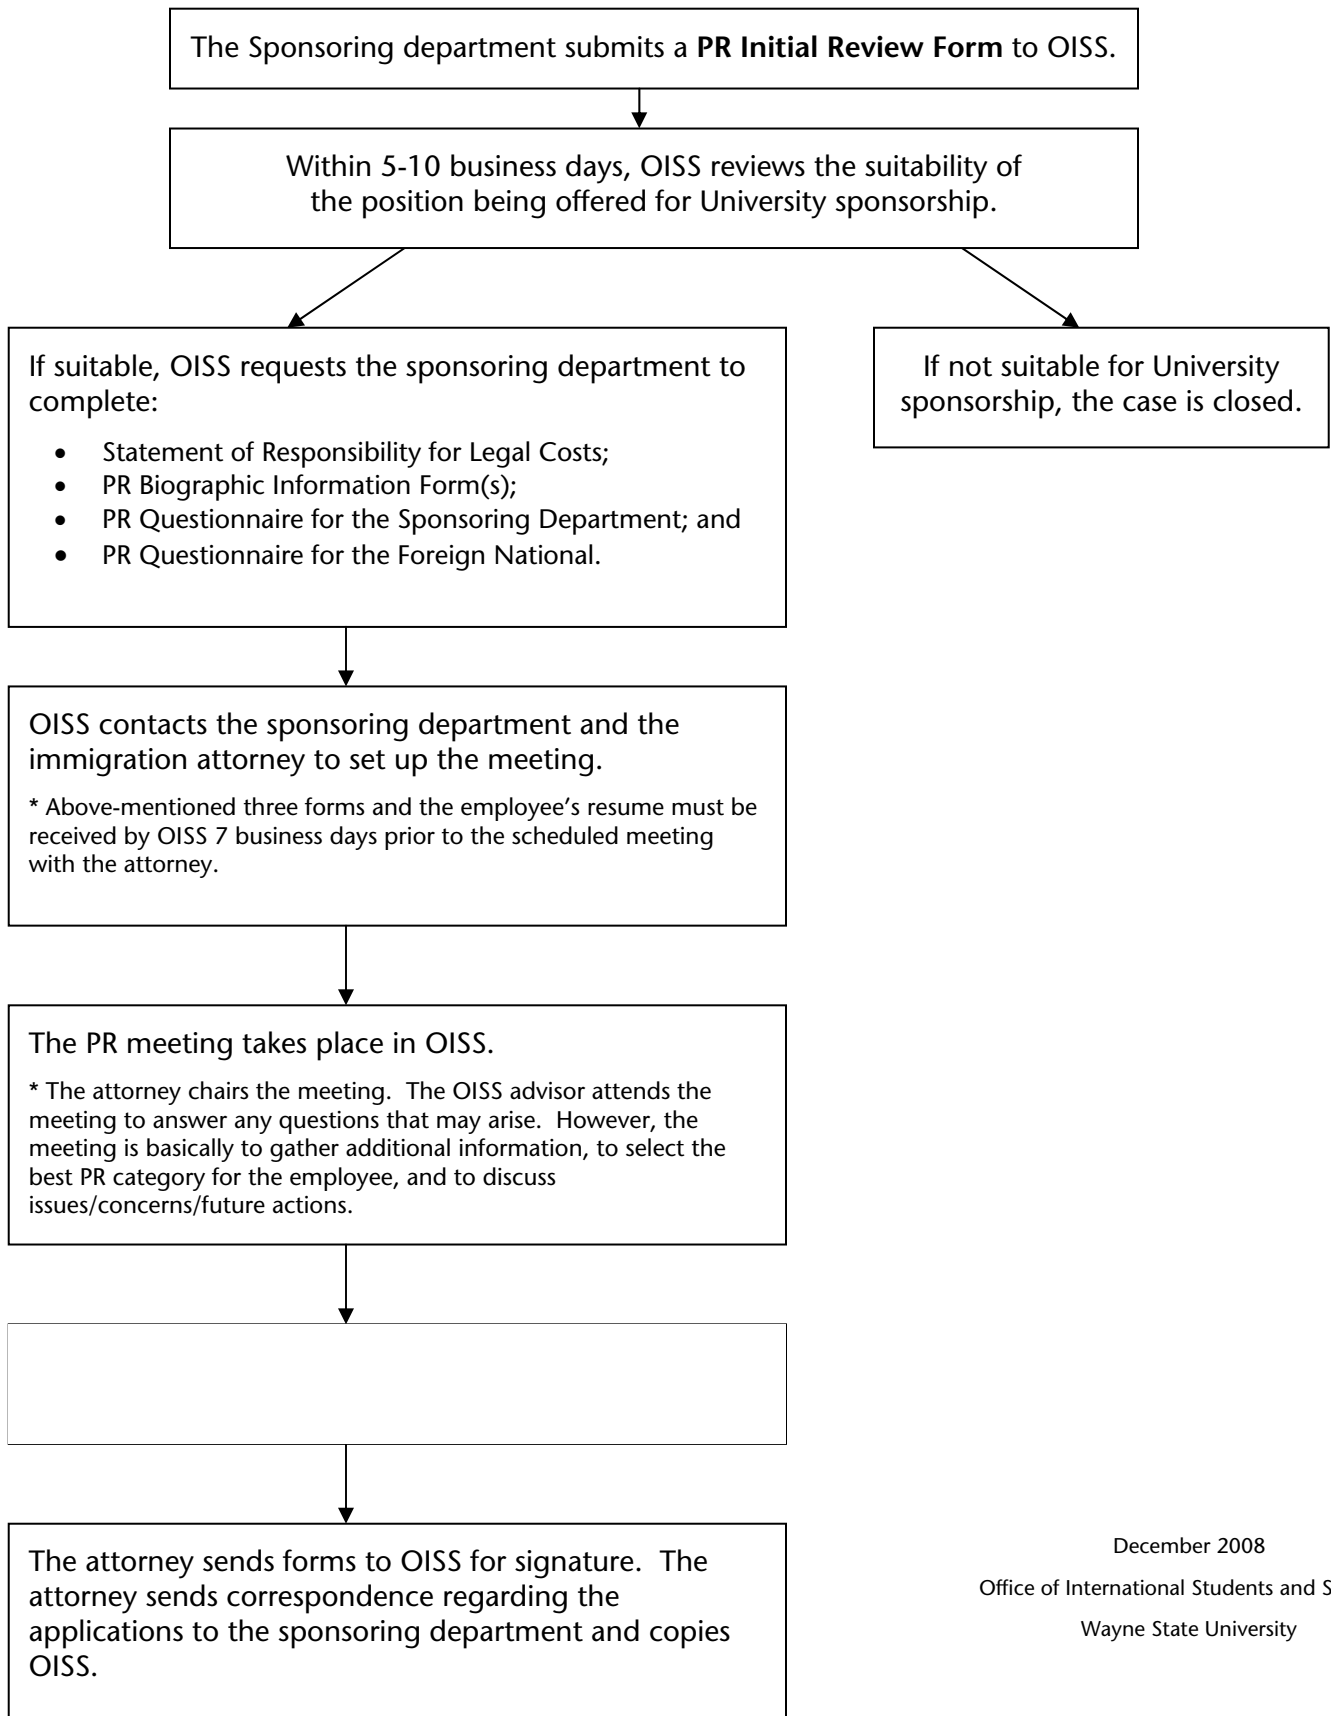 The Sponsoring department submits a PR Initial Review Form to OISS.
Within 5-10 business days, OISS reviews the suitability of
the position being offered for University sponsorship.
If suitable, OISS requests the sponsoring department to
complete:
• Statement of Responsibility for Legal Costs;
• PR Biographic Information Form(s);
• PR Questionnaire for the Sponsoring Department; and
• PR Questionnaire for the Foreign National.
If not suitable for University
sponsorship, the case is closed.
OISS contacts the sponsoring department and the
immigration attorney to set up the meeting.
* Above-mentioned three forms and the employee’s resume must be
received by OISS 7 business days prior to the scheduled meeting
with the attorney.
The PR meeting takes place in OISS.
* The attorney chairs the meeting.  The OISS advisor attends the
meeting to answer any questions that may arise.  However, the
meeting is basically to gather additional information, to select the
best PR category for the employee, and to discuss
issues/concerns/future actions.
The attorney sends forms to OISS for signature.  The
attorney sends correspondence regarding the
applications to the sponsoring department and copies
OISS.
December 2008
Office of International Students and
Wayne State University